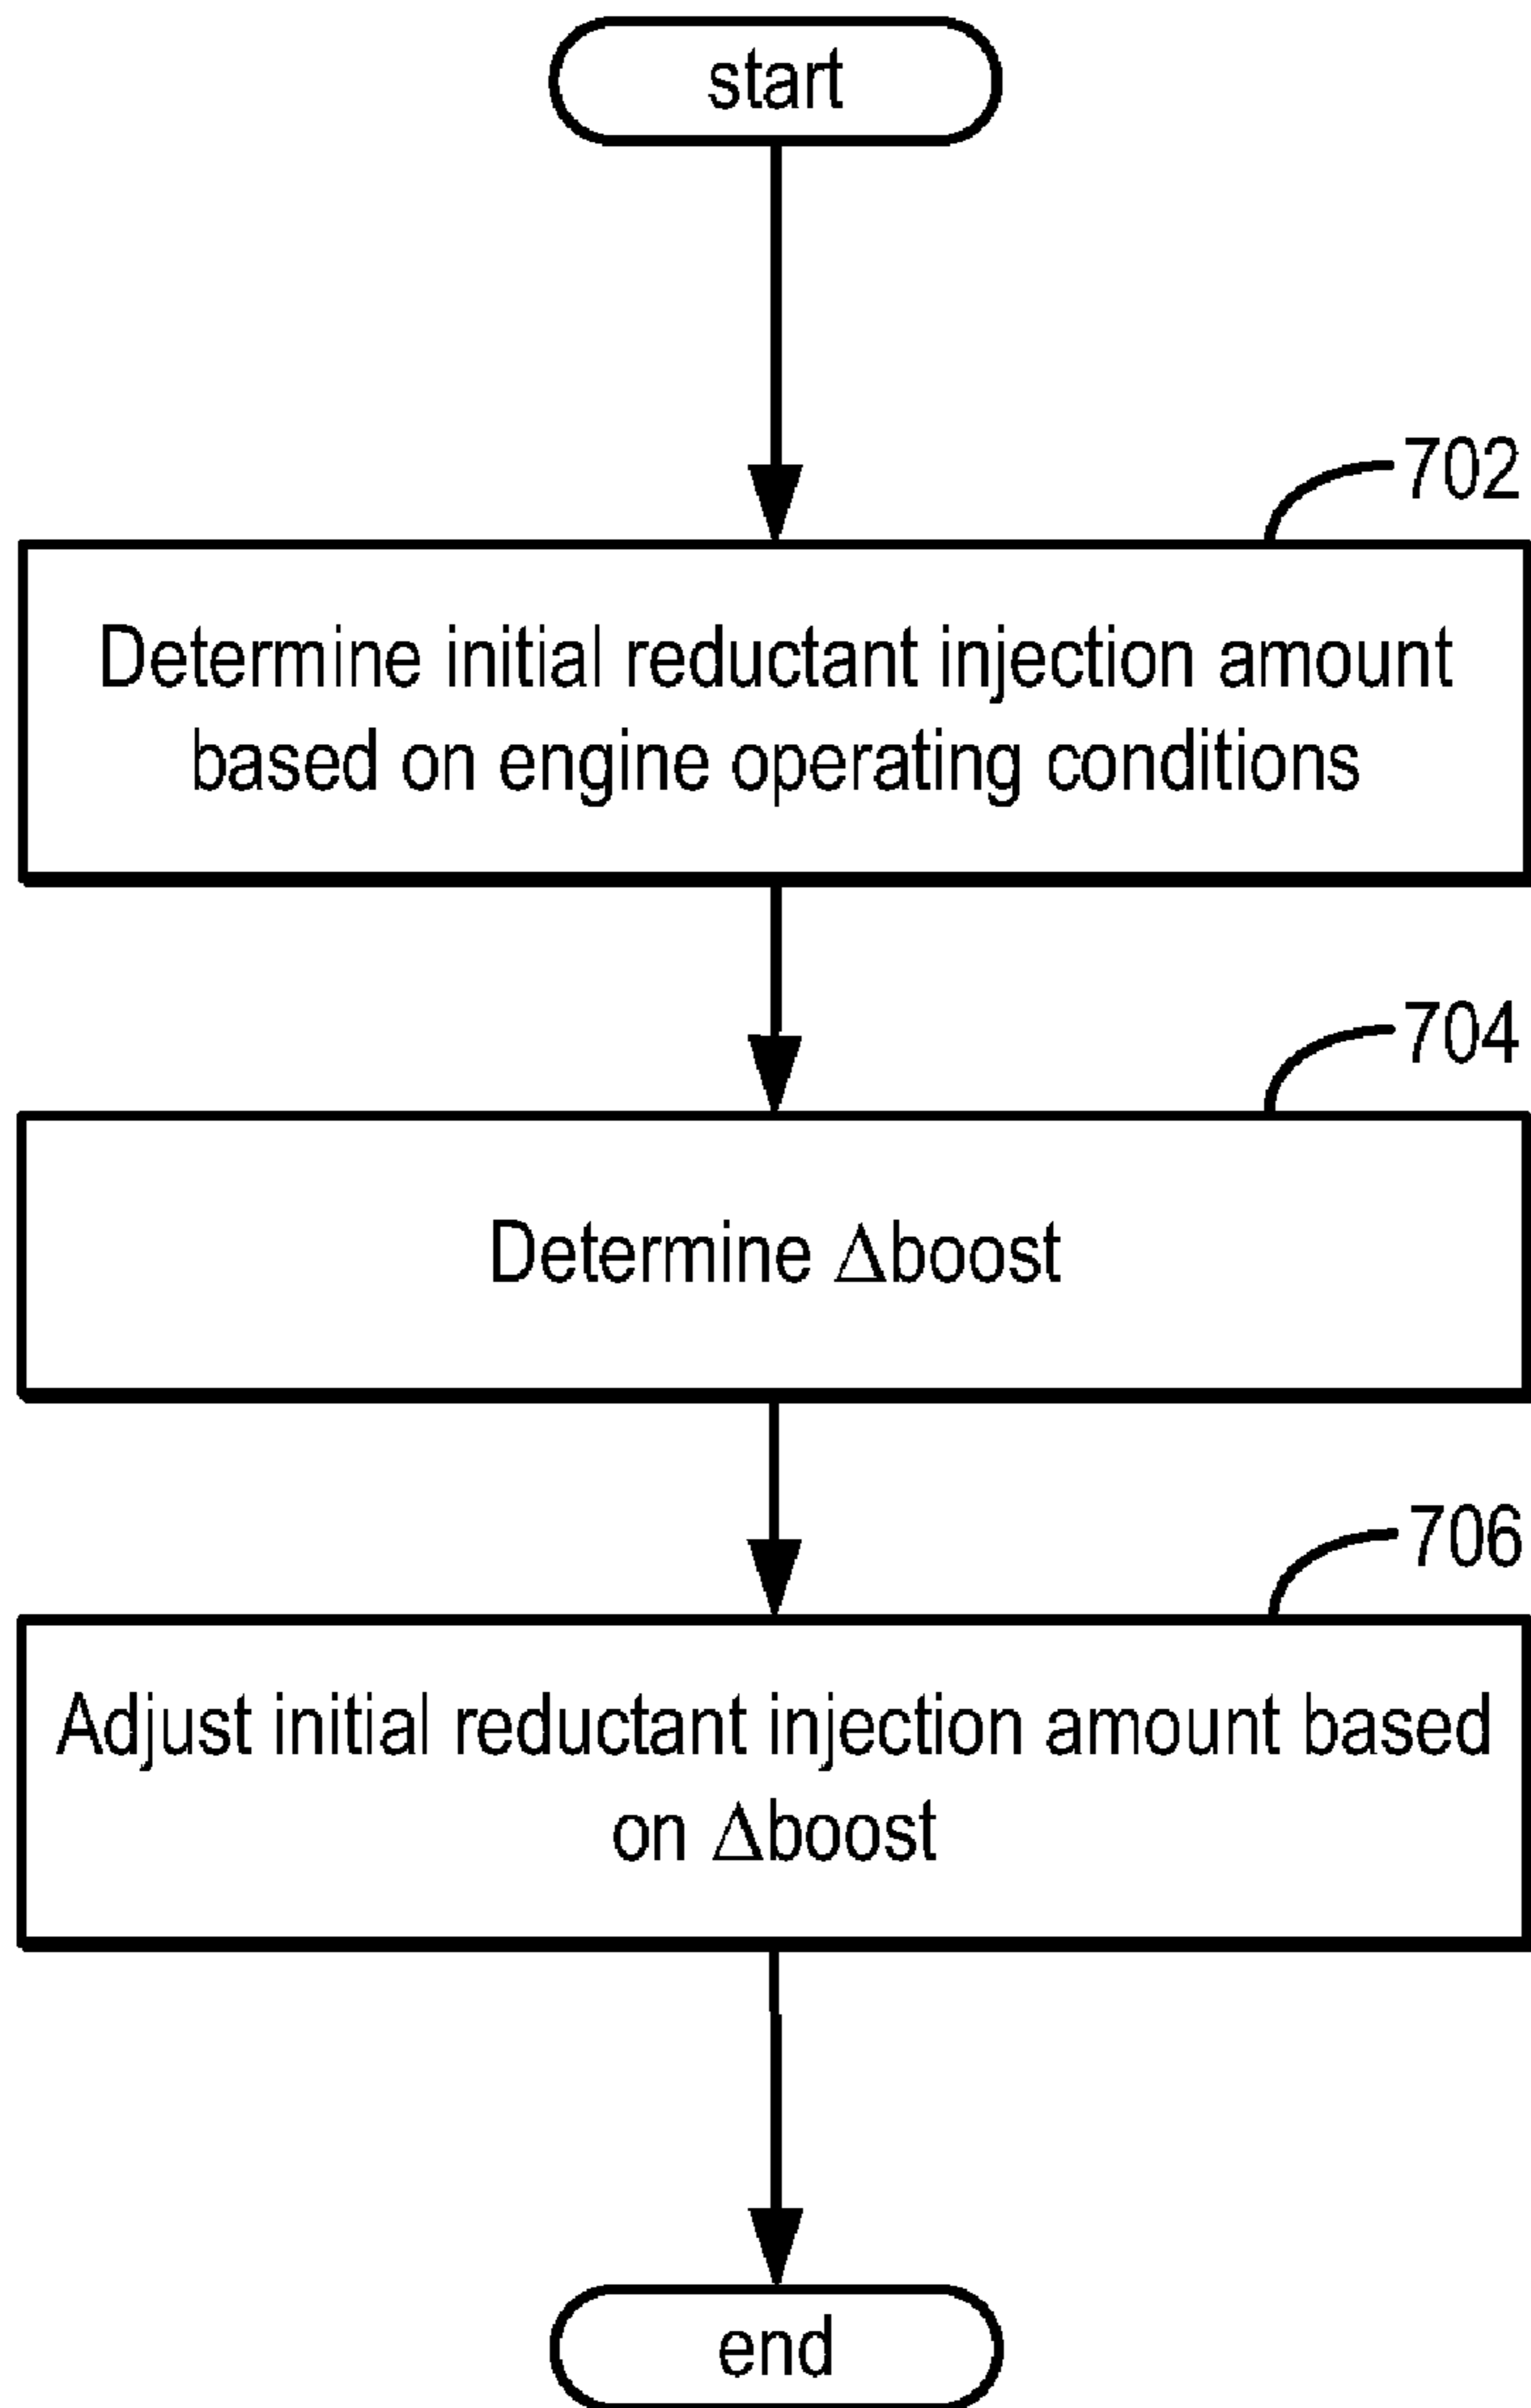 start
702
Determine initial reductant injection amount
based on engine operating conditions
704
Determine Δboost
706
Adjust initial reductant injection amount based
on Δboost
end